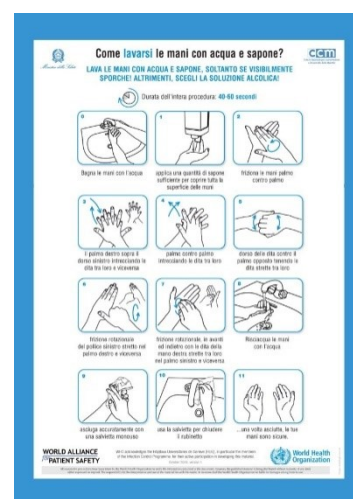 Come lavarsi le mani con acqua e sapone?
LAVA LE MANI CON ACQUA E SAPONE, SOLTANTO SE VISIBILMENTE
SPORCHE! ALTRIMENTI, SCEGLI LA SOLUZIONE ALCOLICA!
Durata dell'intera procedura: 40-60 secondi
ccm
0
Bagna le mani con l'acqua
1
applica una quantità di sapone
sufficiente per coprire tutta la
superficie delle mani
2
friziona le mani palmo
contro palmo
3
il palmo destro sopra il
dorso sinistro intrecciando le
dita tra loro e viceversa
4
palmo contro palmo
intrecciando le dita tra loro
5
dorso delle dita contro il
palmo opposto tenendo le
dita strette tra loro
6
frizione rotazionale
del pollice sinistro stretto nel
palmo destro e viceversa
7
frizione rotazionale, in avanti
ed indietro con le dita della
mano destra strette tra loro
nel palmo sinistro e viceversa
8
Risciacqua le mani
con l'acqua
9
asciuga accuratamente con
una salvietta monouso
10
usa la salvietta per chiudere
il rubinetto
11
...una volta asciutte, le tue
mani sono sicure.
WORLD ALLIANCE
for PATIENT SAFETY
World Health
Organization